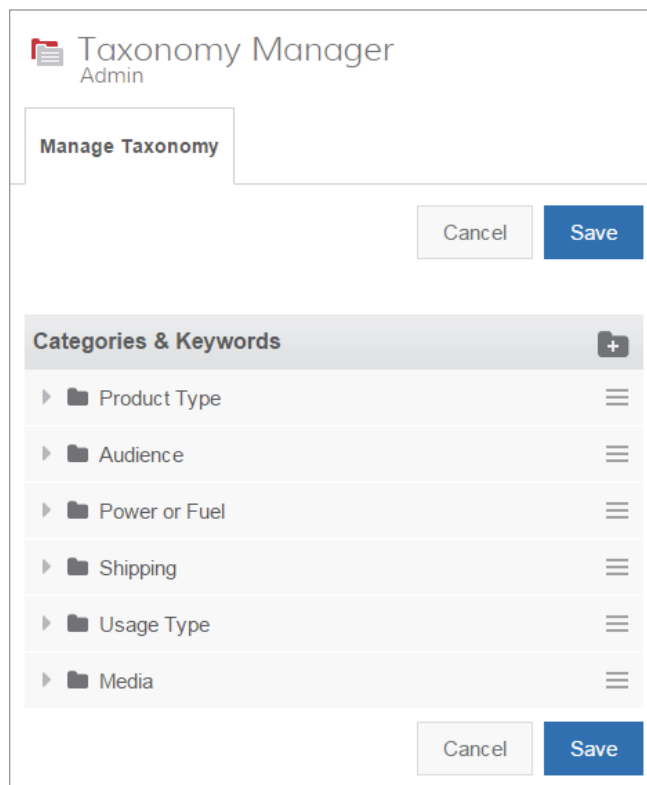 Taxonomy Manager
Admin
Manage Taxonomy
Cancel Save
Categories & Keywords
Product Type
Audience
Power or Fuel
Shipping
Usage Type
Media
Cancel Save